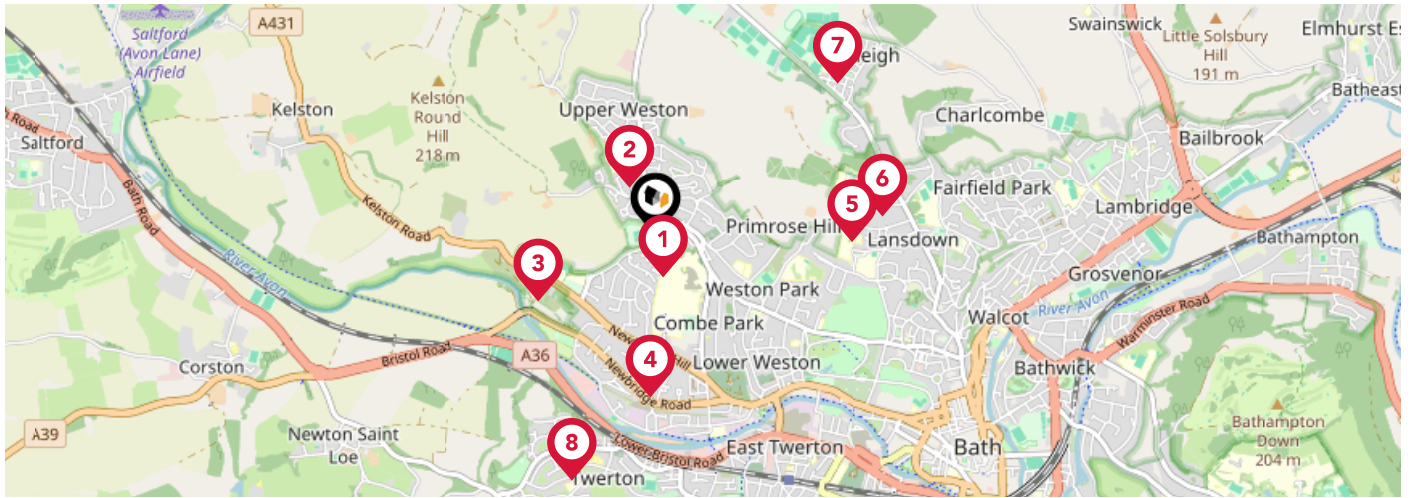 A431
Saltford
(Avon Lane)
Airfield
Swainswick
Little Solsbury
Hill
191 m
Elmhurst Es
7
leigh
Kelston
Kelston
Round
Hill
218 m
Upper Weston
Charlcombe
Batheast
Road
Saltford
Bailbrook
2
6
Fairfield Park
Bath Road
Kelston Road
5
Lambridge
1
Primrose Hill
Lansdown
Bathampton
River Avon
3
Weston Park
Grosvenor
River Avon
Combe Park
Walcot
Warminster Road
New
Hill
Bristol Road
A36
4
Lower Weston
Corston
Newbridge Road
Bathwick
A39
Newton Saint
Loe
8
Lower Bristol Road
East Twerton
Bath
Bathampton
Down
204 m
Twerton